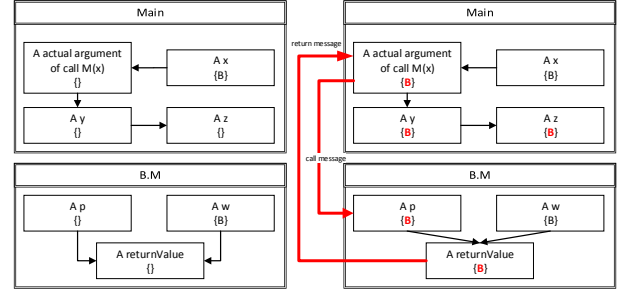 Main
A actual argument
of call M(x)
{}
A x
{B}
A y
{}
A z
{}
B.M
A p
{}
A w
{B}
A returnValue
{}
Main
return message
A actual argument
of call M(x)
{B}
A x
{B}
A y
{B}
A z
{B}
call message
B.M
A p
{B}
A w
{B}
A returnValue
{B}